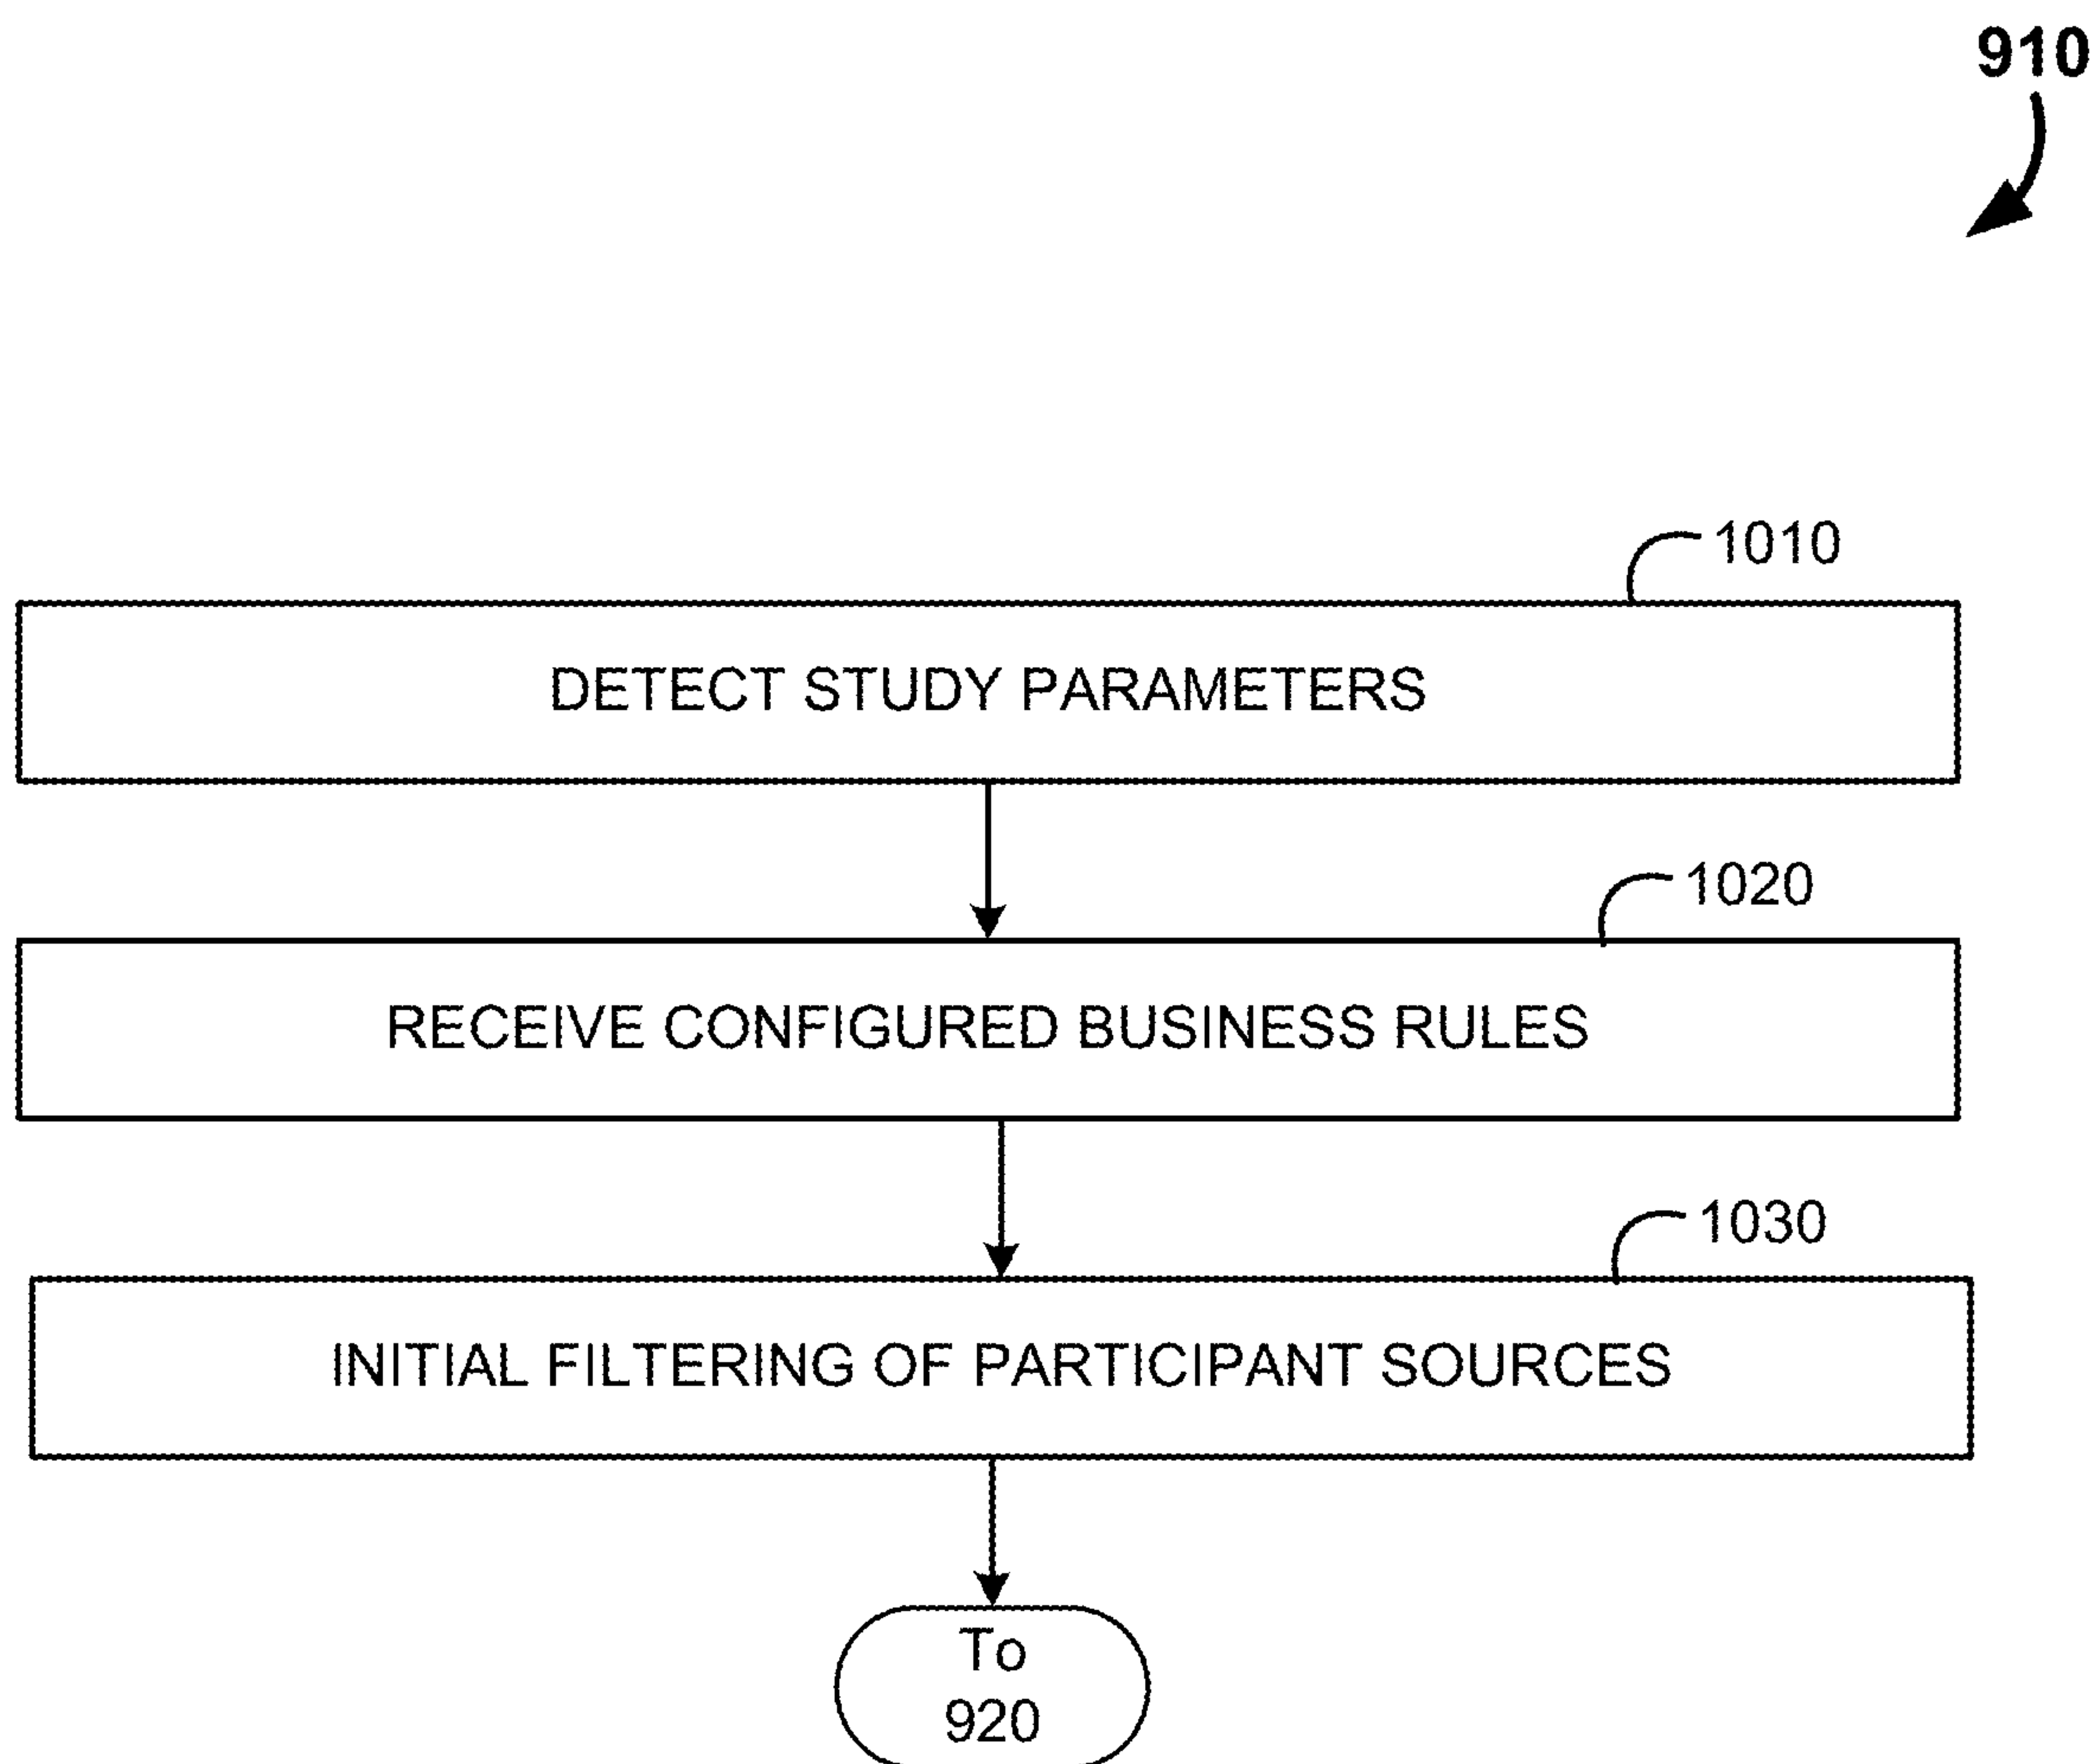 910
1010
DETECT STUDY PARAMETERS
1020
RECEIVE CONFIGURED BUSINESS RULES
1030
INITIAL FILTERING OF PARTICIPANT SOURCES
To
920